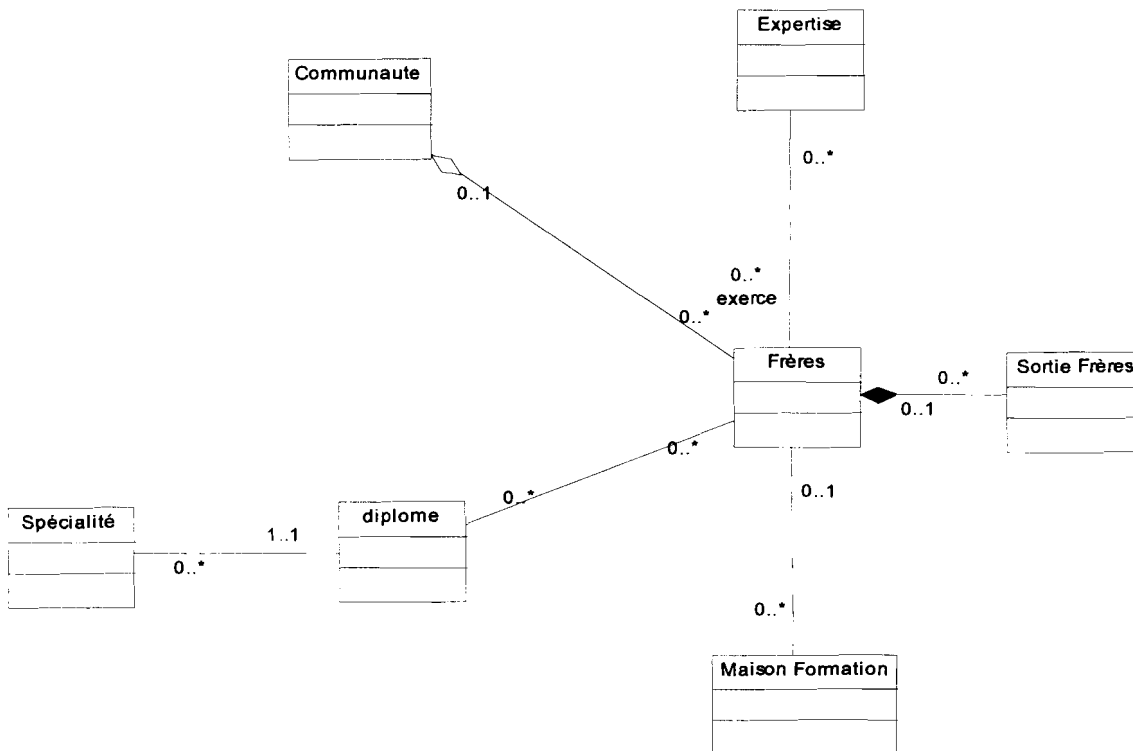 Expertise
Communaute
0..*
0..1
0..*
exerce
0..*
Frères
Sortie Frères
0..*
0..1
0..*
0..*
0..1
Spécialité
diplome
1..1
0..*
0..*
Maison Formation